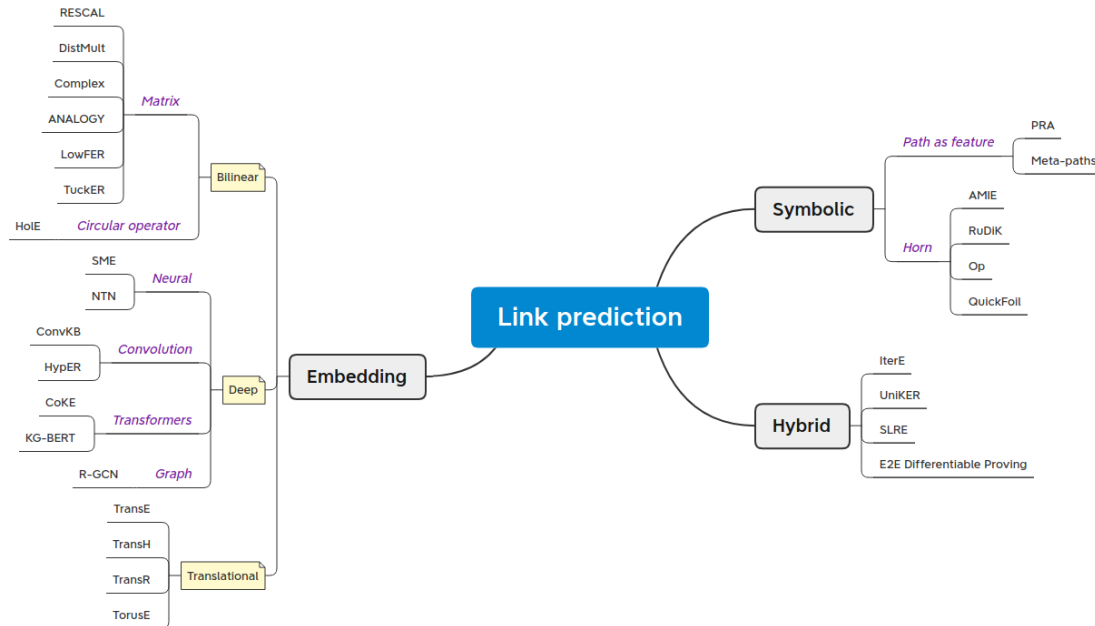 Link prediction
Embedding
Bilinear
Matrix
RESCAL
DistMult
Complex
ANALOGY
LowFER
TuckER
Circular operator
HolE
Deep
Neural
SME
NTN
Convolution
ConvKB
HypER
Transformers
CoKE
KG-BERT
Graph
R-GCN
Translational
TransE
TransH
TransR
TorusE
Symbolic
Path as feature
PRA
Meta-paths
Horn
AMIE
RuDiK
Op
QuickFoil
Hybrid
IterE
UniKER
SLRE
E2E Differentiable Proving